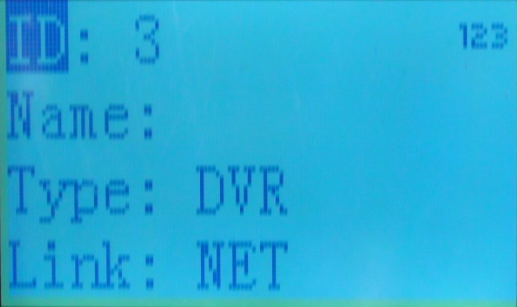 ID: 3 123
Name:
Type: DVR
Link: NET